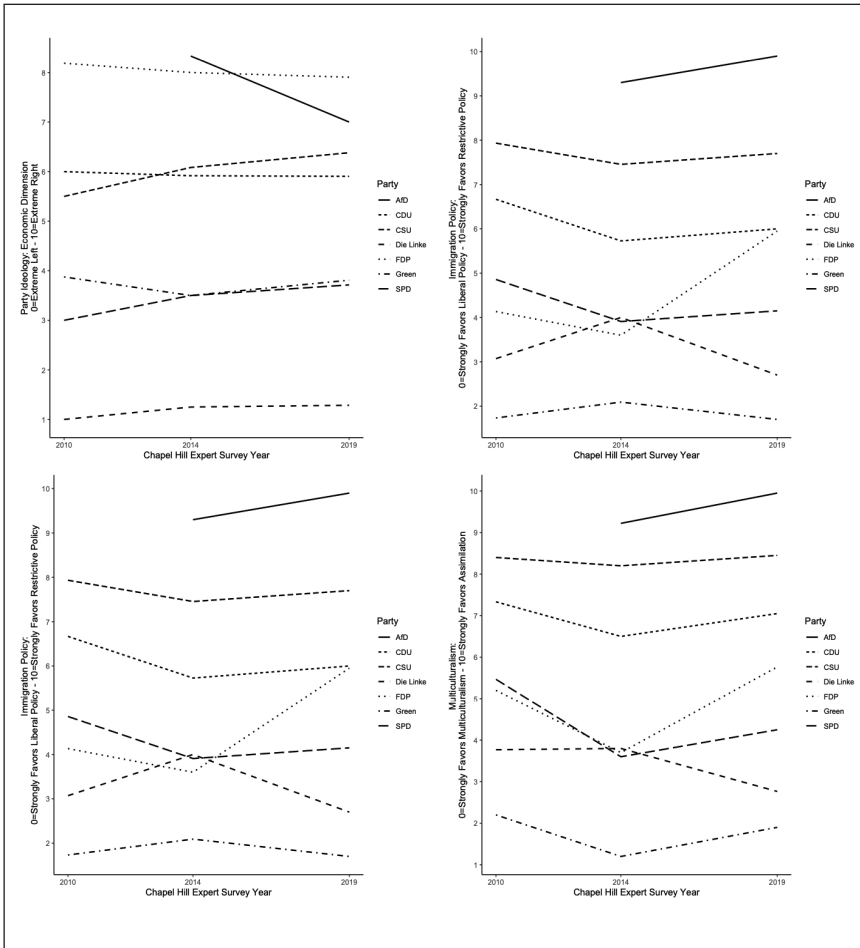 Party Ideology: Economic Dimension
0=Extreme Left - 10=Extreme Right
8
7
6
5
4
3
2
1
2010
2014
2019
Chapel Hill Expert Survey Year
Party
AfD
CDU
CSU
Die Linke
FDP
Green
SPD
Immigration Policy:
0=Strongly Favors Liberal Policy - 10=Strongly Favors Restrictive Policy
10
9
8
7
6
5
4
3
2
2010
2014
2019
Chapel Hill Expert Survey Year
Party
AfD
CDU
CSU
Die Linke
FDP
Green
SPD
Immigration Policy:
0=Strongly Favors Liberal Policy - 10=Strongly Favors Restrictive Policy
10
9
8
7
6
5
4
3
2
2010
2014
2019
Chapel Hill Expert Survey Year
Party
AfD
CDU
CSU
Die Linke
FDP
Green
SPD
Multiculturalism:
0=Strongly Favors Multiculturalism - 10=Strongly Favors Assimilation
10
9
8
7
6
5
4
3
2
1
2010
2014
2019
Chapel Hill Expert Survey Year
Party
AfD
CDU
CSU
Die Linke
FDP
Green
SPD